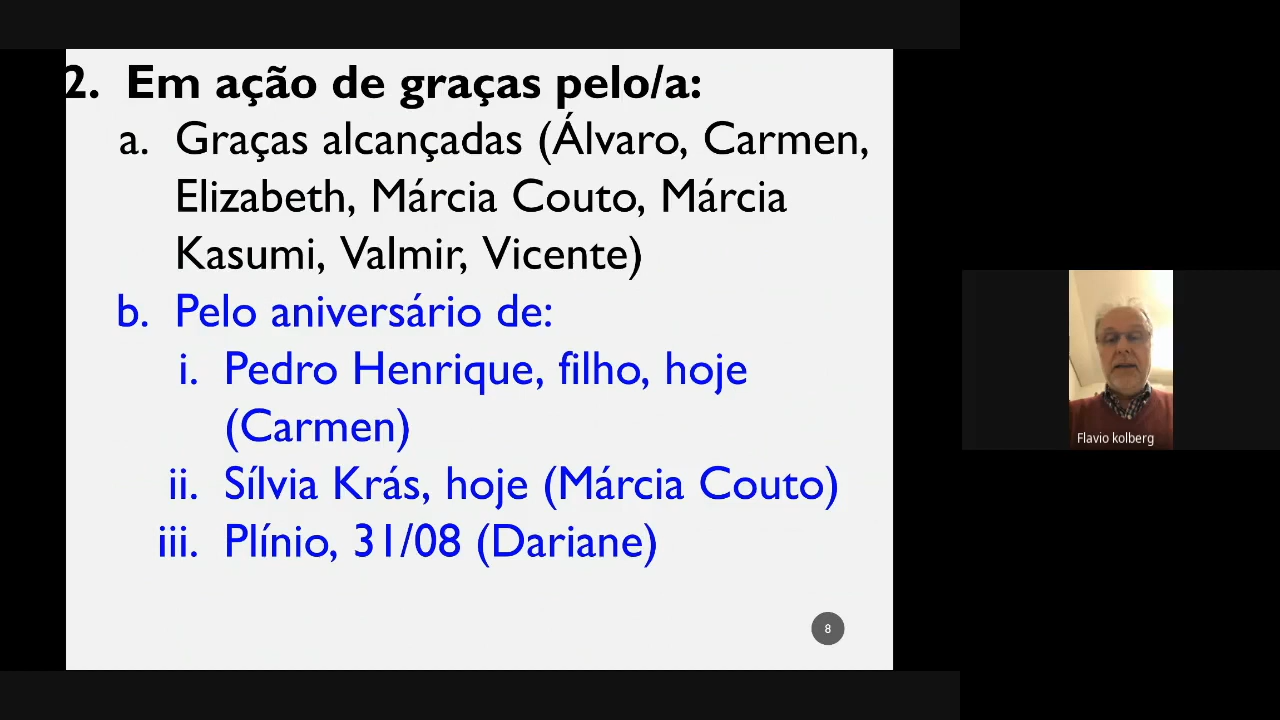 2. Em ação de graças pelo/a:
a. Graças alcançadas (Álvaro, Carmen,
Elizabeth, Márcia Couto, Márcia
Kasumi, Valmir, Vicente)
b. Pelo aniversário de:
i. Pedro Henrique, filho, hoje
(Carmen)
ii. Sílvia Krás, hoje (Márcia Couto)
iii. Plínio, 31/08 (Dariane)
8
Flavio kolberg